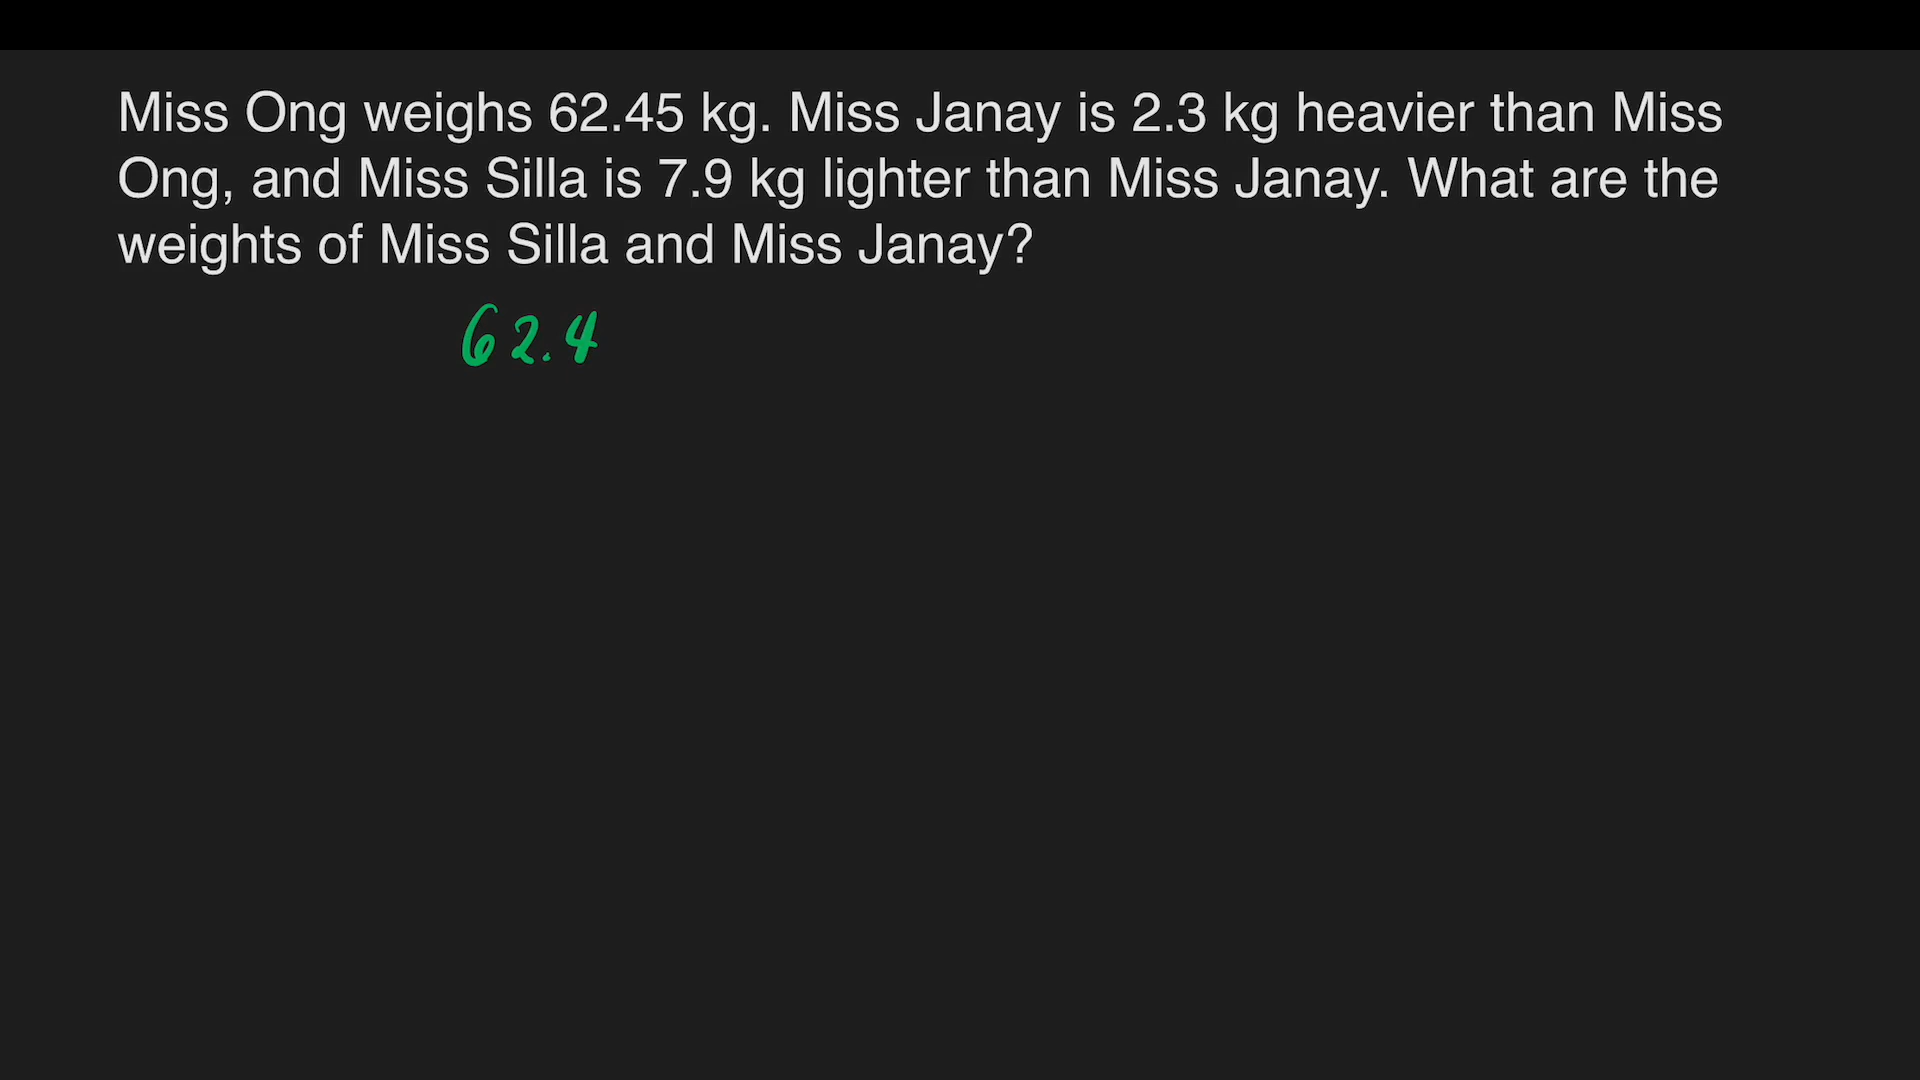 Miss Ong weighs 62.45 kg. Miss Janay is 2.3 kg heavier than Miss
Ong, and Miss Silla is 7.9 kg lighter than Miss Janay. What are the
weights of Miss Silla and Miss Janay?
62.4